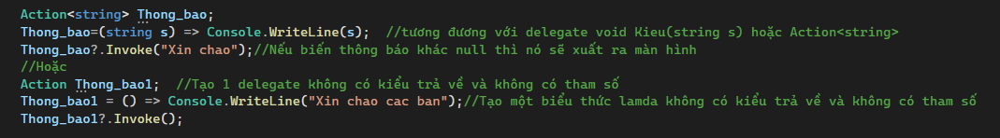 Action<string> Thong_bao;
Thong_bao=(string s) => Console.WriteLine(s);  //tương đương với delegate void Kieu(string s) hoặc Action<string>
Thong_bao?.Invoke("Xin chao");//Nếu biến thông báo khác null thì nó sẽ xuất ra màn hình
//Hoặc
Action Thong_bao1;  //Tạo 1 delegate không có kiểu trả về và không có tham số
Thong_bao1 = () => Console.WriteLine("Xin chao cac ban");//Tạo một biểu thức lamda không có kiểu trả về và không có tham số
Thong_bao1?.Invoke();